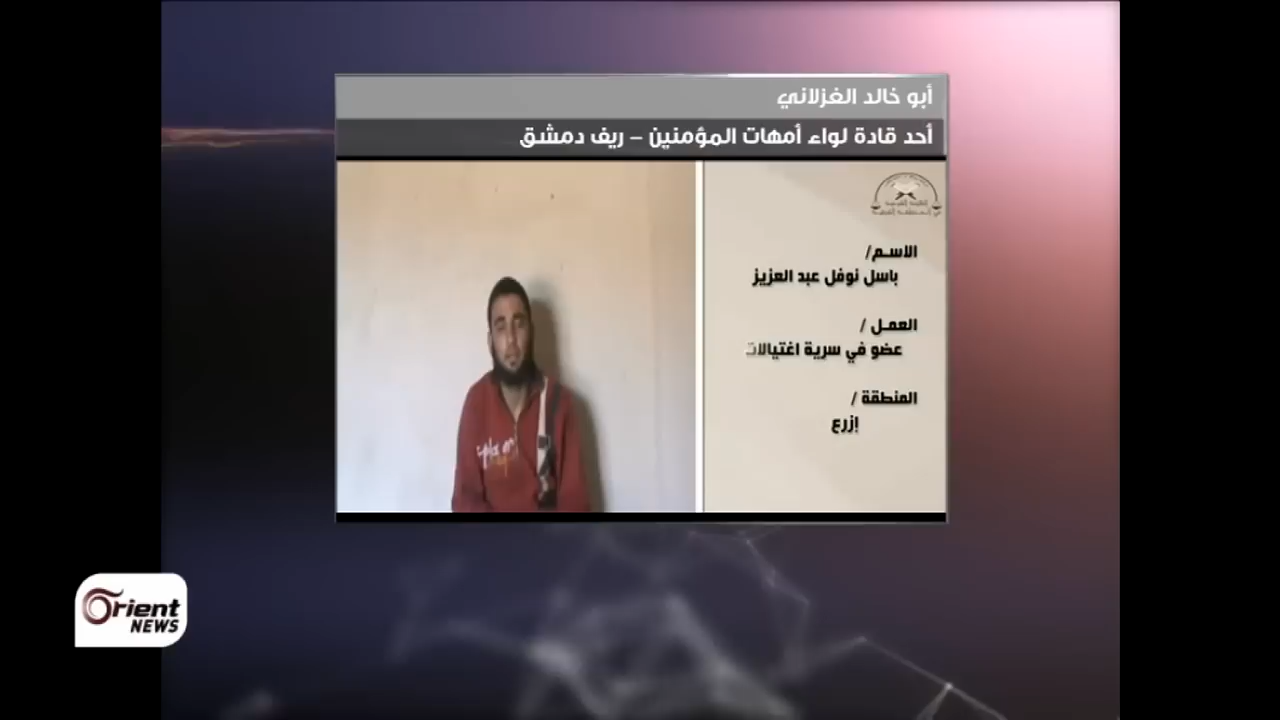 أبو خالد الغزلاني
أحد قادة لواء أمهات المؤمنين – ريف دمشق
الاسم/
باسل نوفل عبد العزيز
العمل /
عضو في سرية اغتيالات
المنطقة /
إزرع
Orient
NEWS